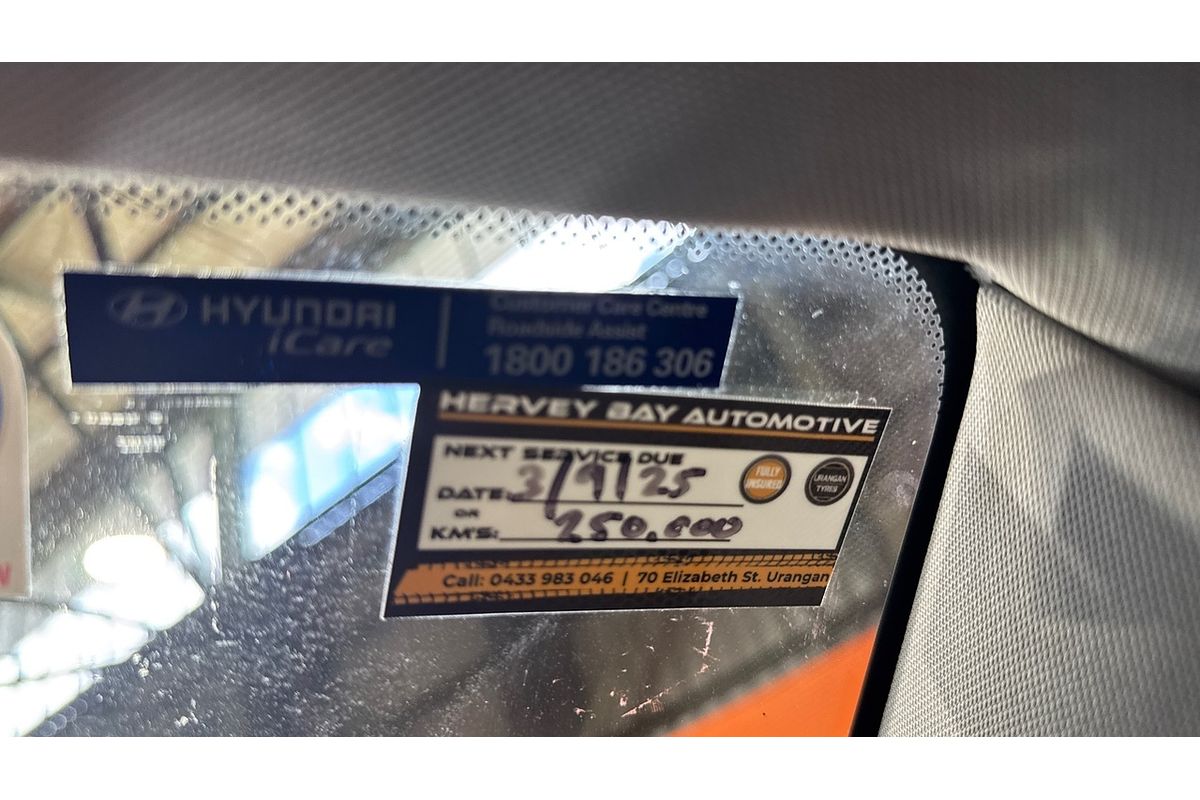 HYUNDAI
iCare
Customer Care Centre
Roadside Assist
1800 186 306
HERVEY BAY AUTOMOTIVE
NEXT SERVICE DUE
DATE: 3/9/25
OR
KM'S: 250,000
FULLY
INSURED
URANGAN
TYRES
Call: 0433 983 046 | 70 Elizabeth St. Urangan